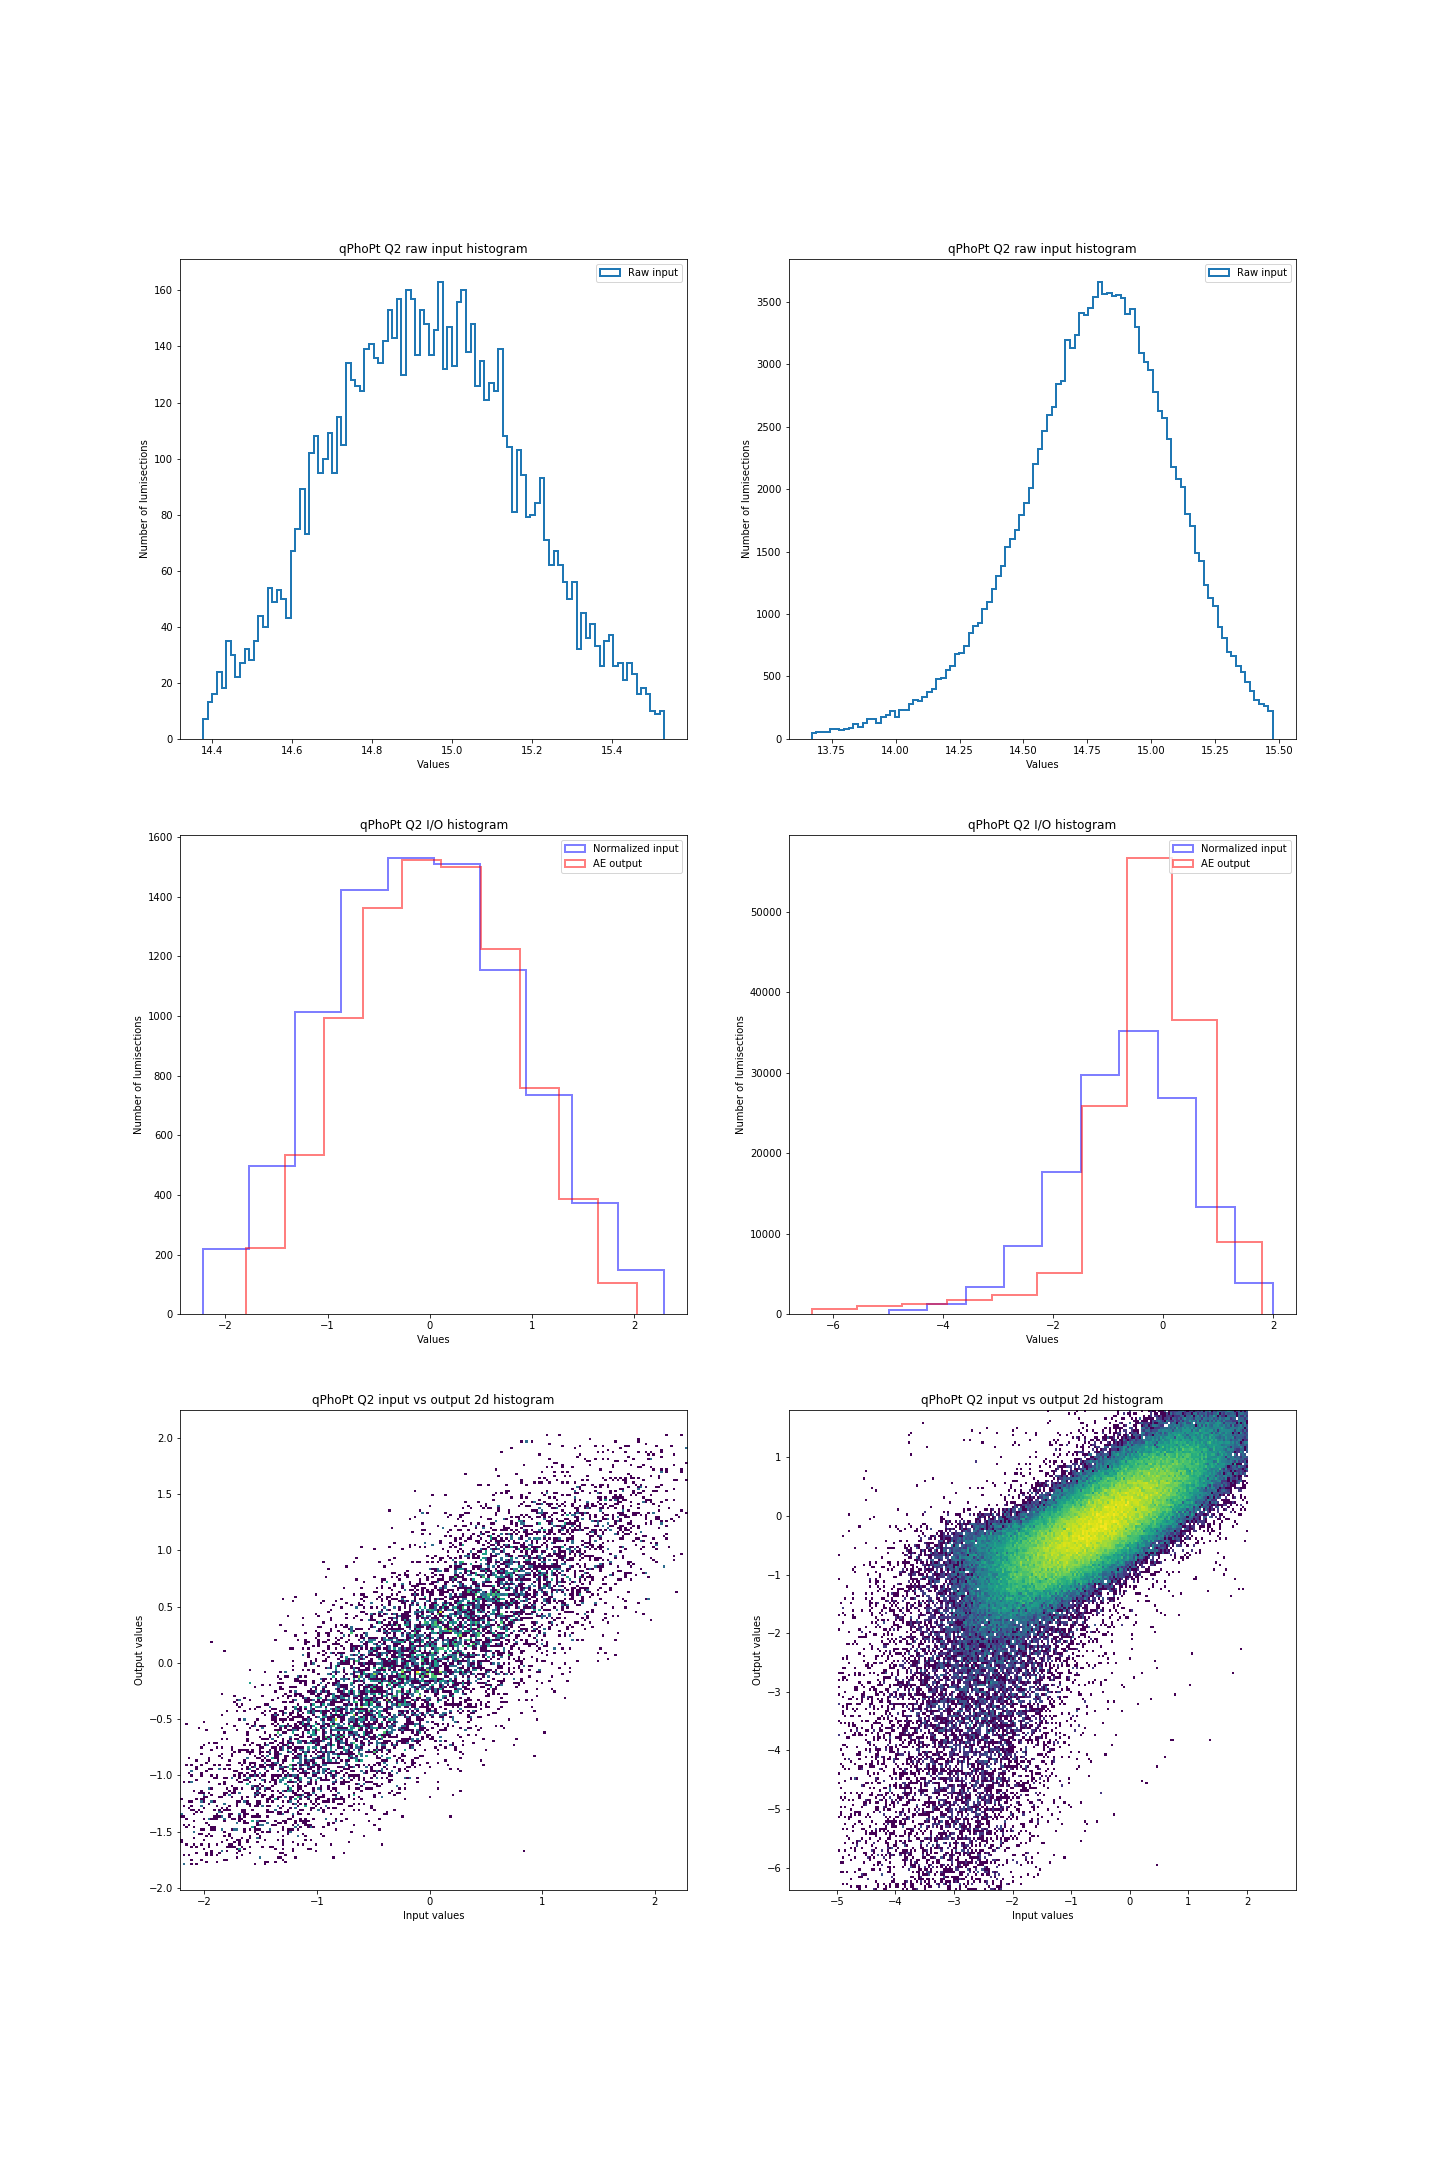 qPhoPt Q2 raw input histogram
Raw input
160
140
120
100
80
60
40
20
0
Number of lumisections
14.4 14.6 14.8 15.0 15.2 15.4
Values
qPhoPt Q2 raw input histogram
Raw input
3500
3000
2500
2000
1500
1000
500
0
Number of lumisections
13.75 14.00 14.25 14.50 14.75 15.00 15.25 15.50
Values
qPhoPt Q2 I/O histogram
Normalized input
AE output
1600
1400
1200
1000
800
600
400
200
0
Number of lumisections
−2 −1 0 1 2
Values
qPhoPt Q2 I/O histogram
Normalized input
AE output
50000
40000
30000
20000
10000
0
Number of lumisections
−6 −4 −2 0 2
Values
qPhoPt Q2 input vs output 2d histogram
2.0
1.5
1.0
0.5
0.0
−0.5
−1.0
−1.5
−2.0
Output values
−2 −1 0 1 2
Input values
qPhoPt Q2 input vs output 2d histogram
1
0
−1
−2
−3
−4
−5
−6
Output values
−5 −4 −3 −2 −1 0 1 2
Input values